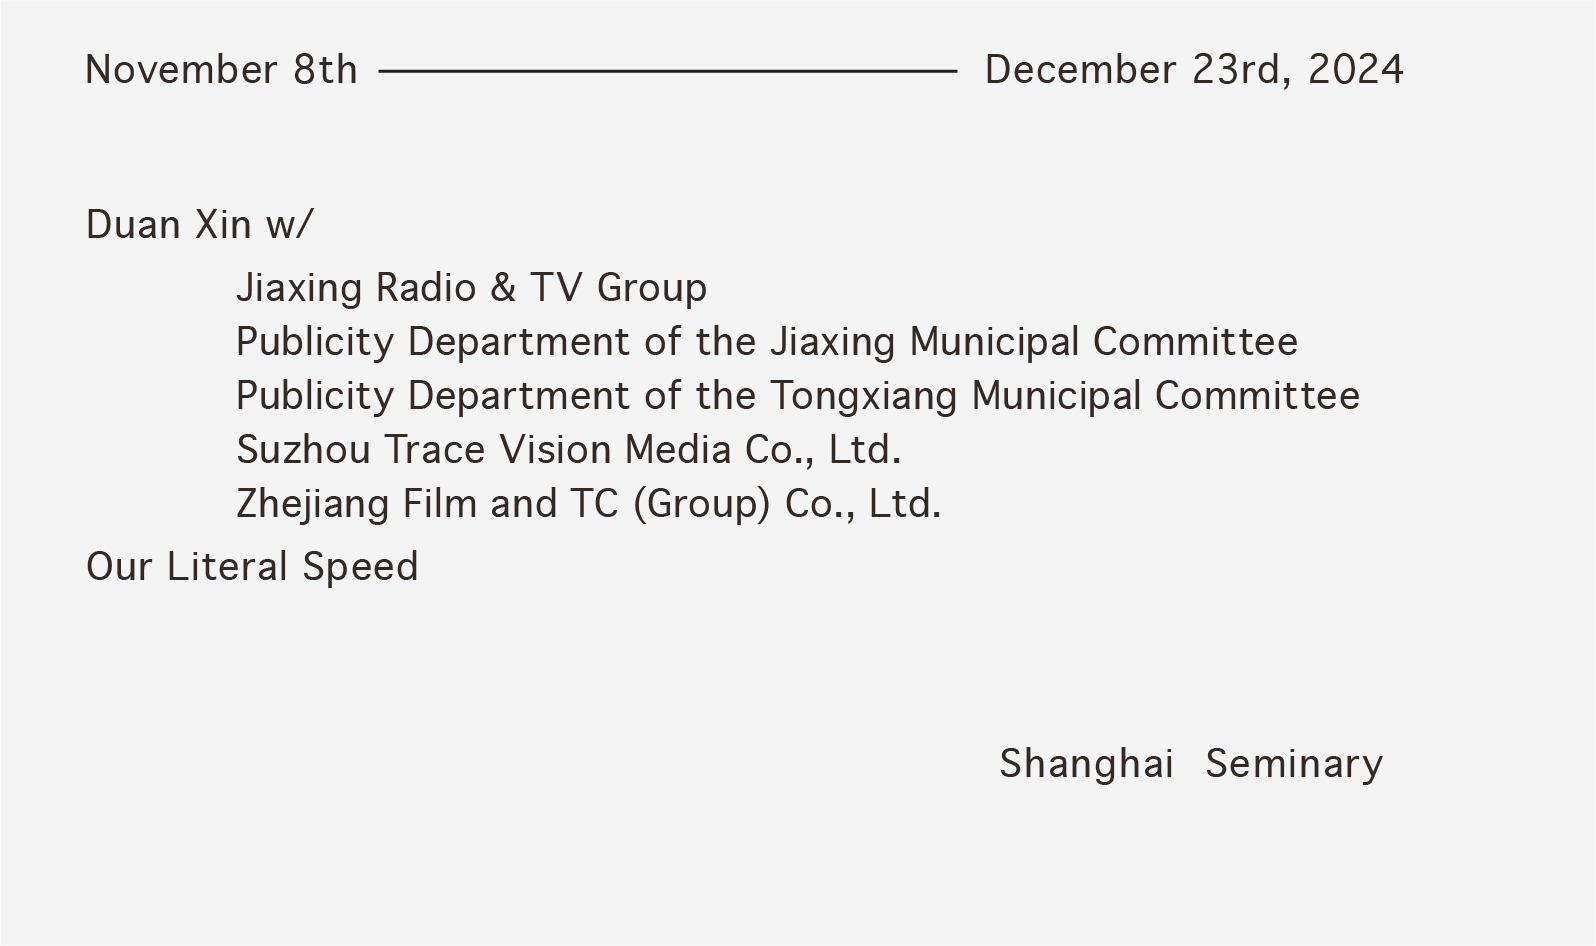 November 8th — December 23rd, 2024
Duan Xin w/
Jiaxing Radio & TV Group
Publicity Department of the Jiaxing Municipal Committee
Publicity Department of the Tongxiang Municipal Committee
Suzhou Trace Vision Media Co., Ltd.
Zhejiang Film and TC (Group) Co., Ltd.
Our Literal Speed
Shanghai Seminary